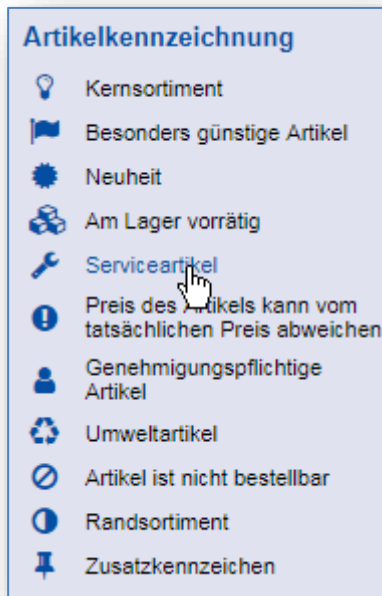 Artikelkennzeichnung
Kernsortiment
Besonders günstige Artikel
Neuheit
Am Lager vorrätig
Serviceartikel
Preis des Artikels kann vom
tatsächlichen Preis abweichen
Genehmigungspflichtige
Artikel
Umweltartikel
Artikel ist nicht bestellbar
Randsortiment
Zusatzkennzeichen